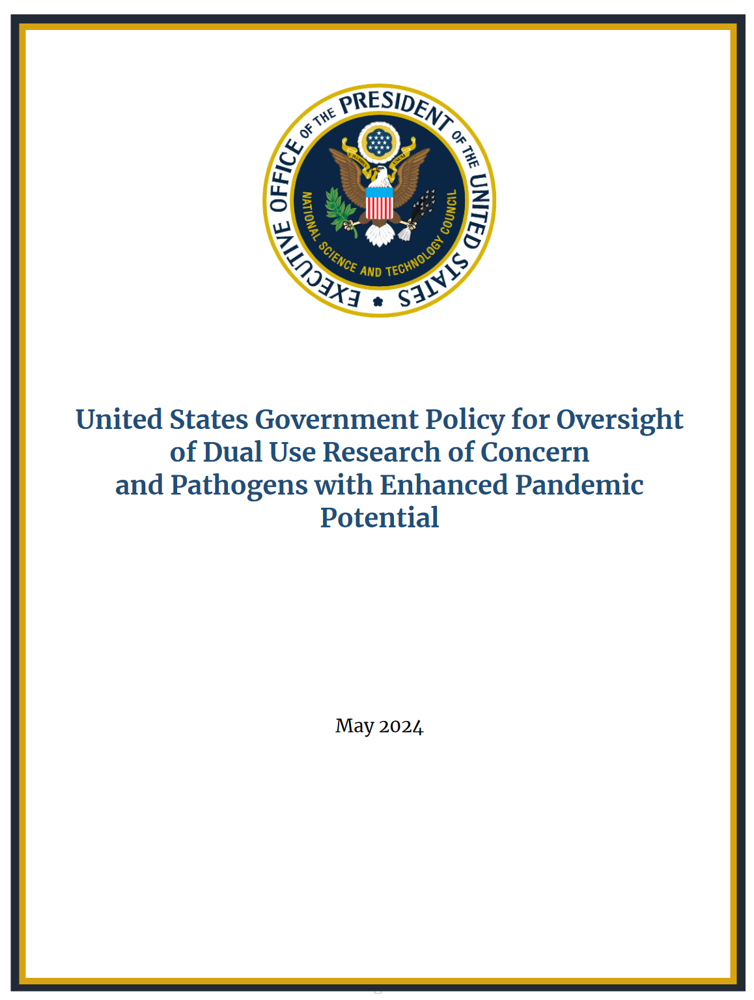 EXECUTIVE OFFICE OF THE PRESIDENT OF THE UNITED STATES
E PLURIBUS UNUM
NATIONAL SCIENCE AND TECHNOLOGY COUNCIL
United States Government Policy for Oversight
of Dual Use Research of Concern
and Pathogens with Enhanced Pandemic
Potential
May 2024